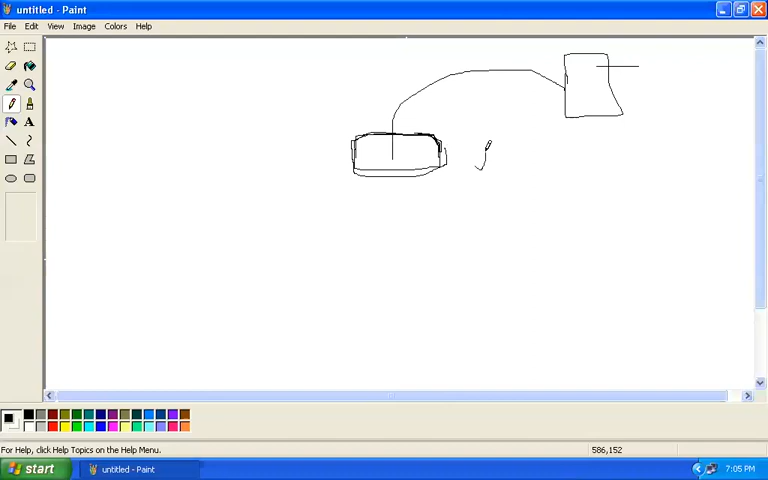 untitled - Paint
File Edit View Image Colors Help
A
For Help, click Help Topics on the Help Menu.
586,152
start
untitled - Paint
7:05 PM